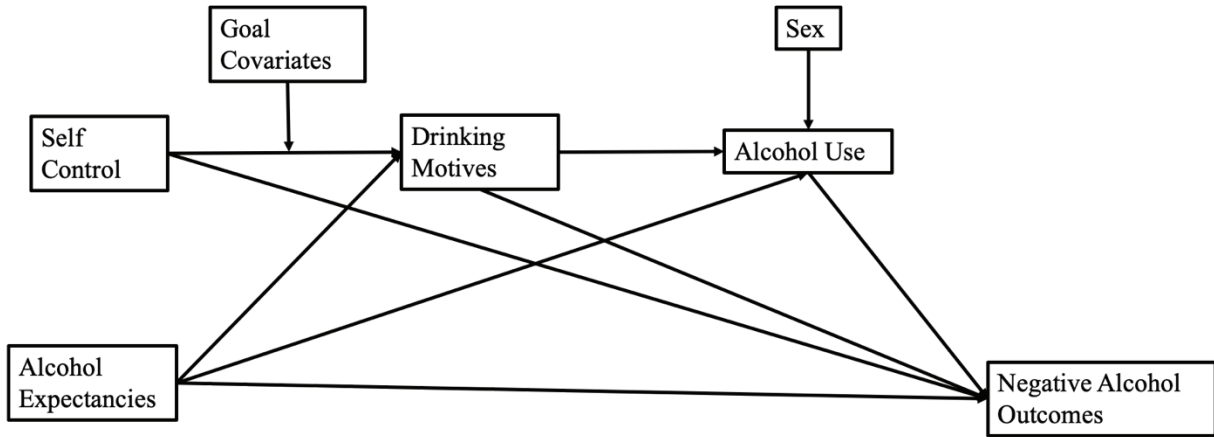 Goal
Covariates
Sex
Self
Control
Drinking
Motives
Alcohol Use
Alcohol
Expectancies
Negative Alcohol
Outcomes